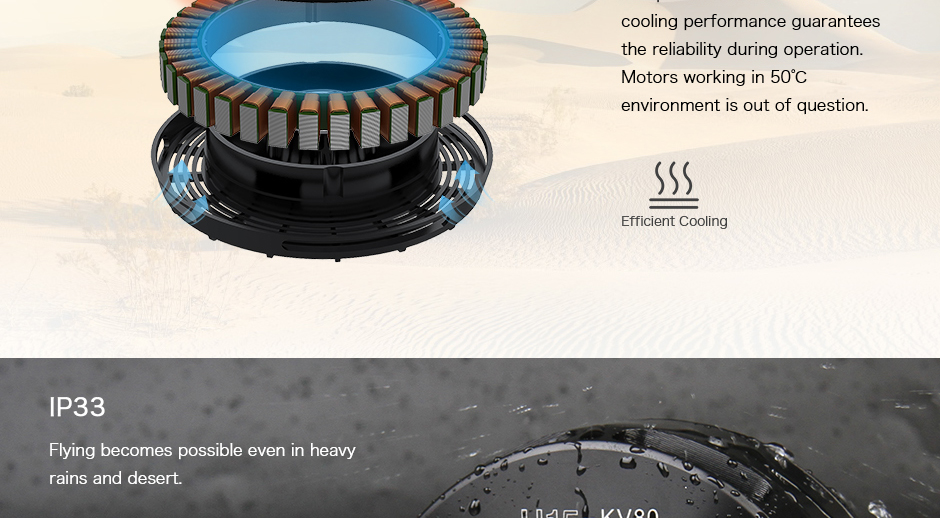 cooling performance guarantees
the reliability during operation.
Motors working in 50°C
environment is out of question.
Efficient Cooling
IP33
Flying becomes possible even in heavy
rains and desert.
KV80